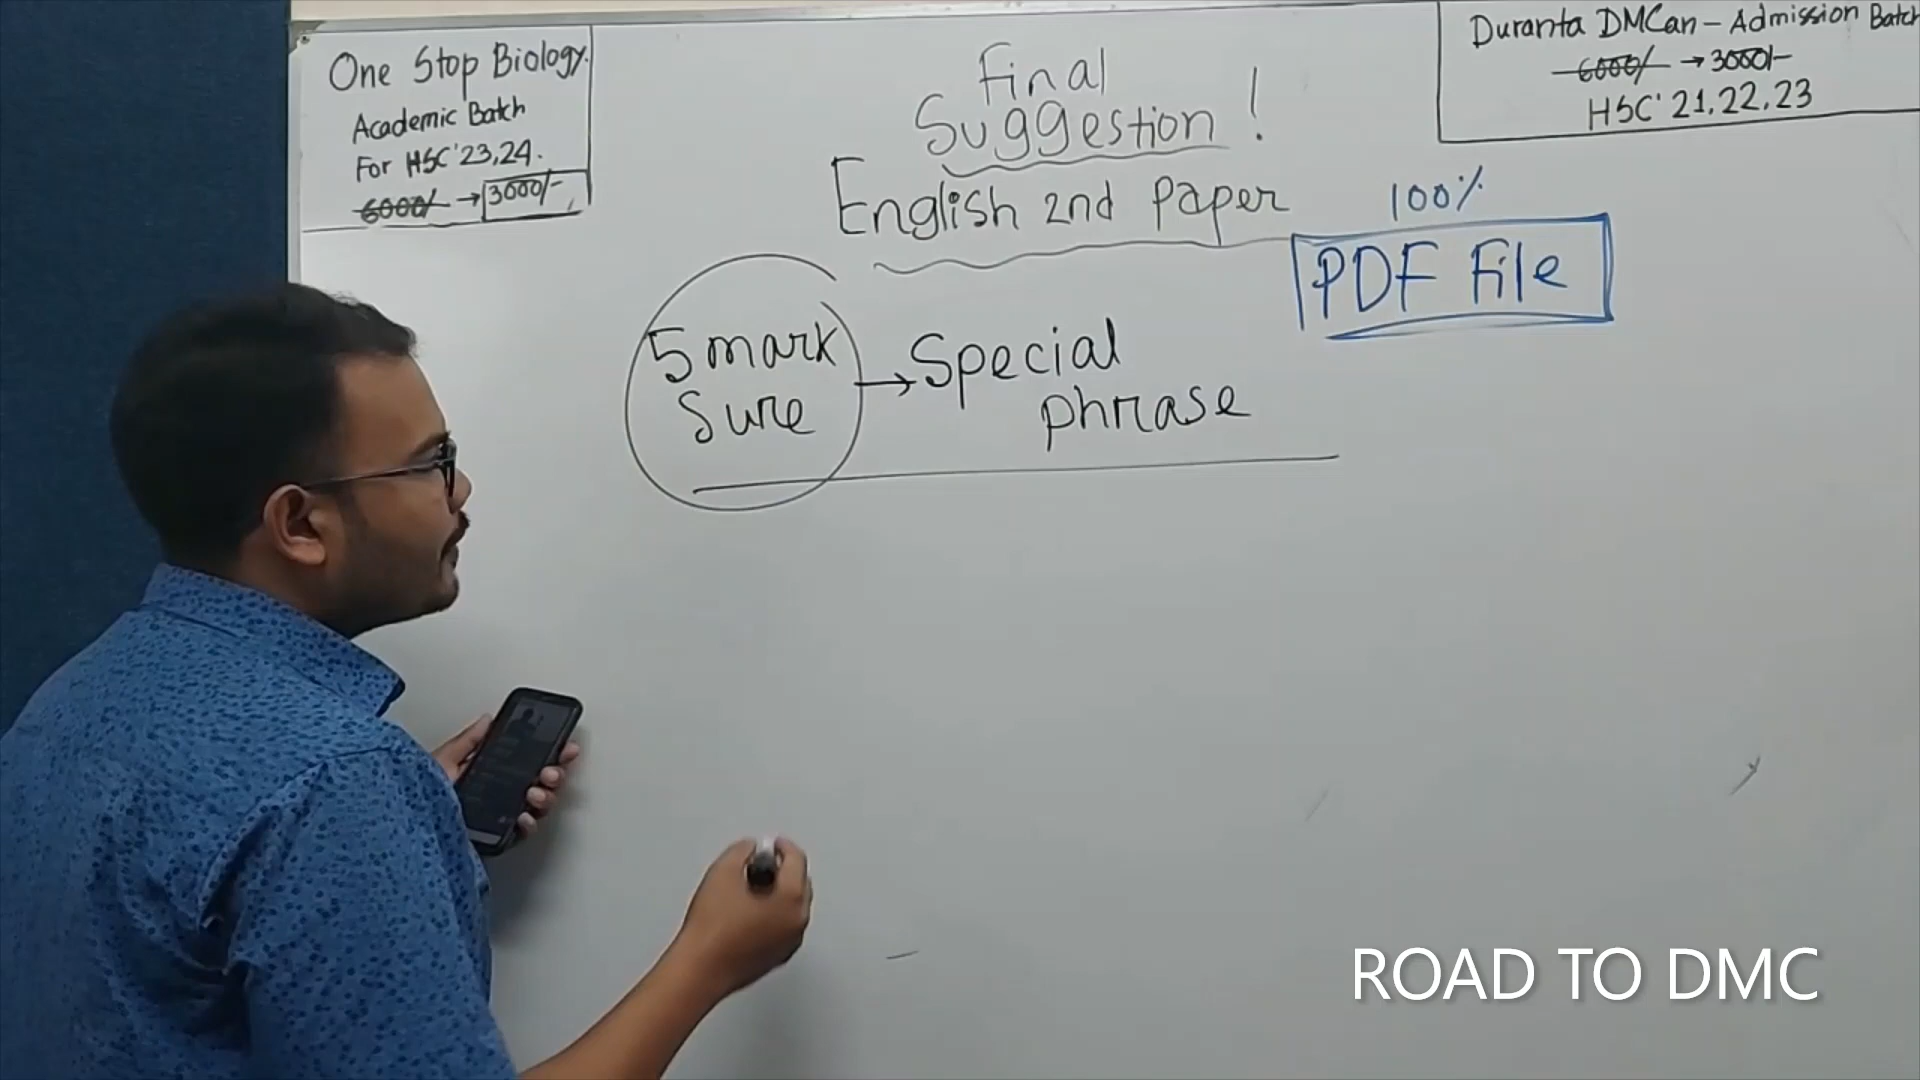 One Stop Biology.
Academic Batch
For HSC'23,24.
6000/- → 3000/-
Final
Suggestion!
English 2nd Paper
Duranta DMCan - Admission Batch
6000/- → 3000/-
HSC'21,22,23
100%
PDF File
5 mark
Sure
→ Special
phrase
ROAD TO DMC